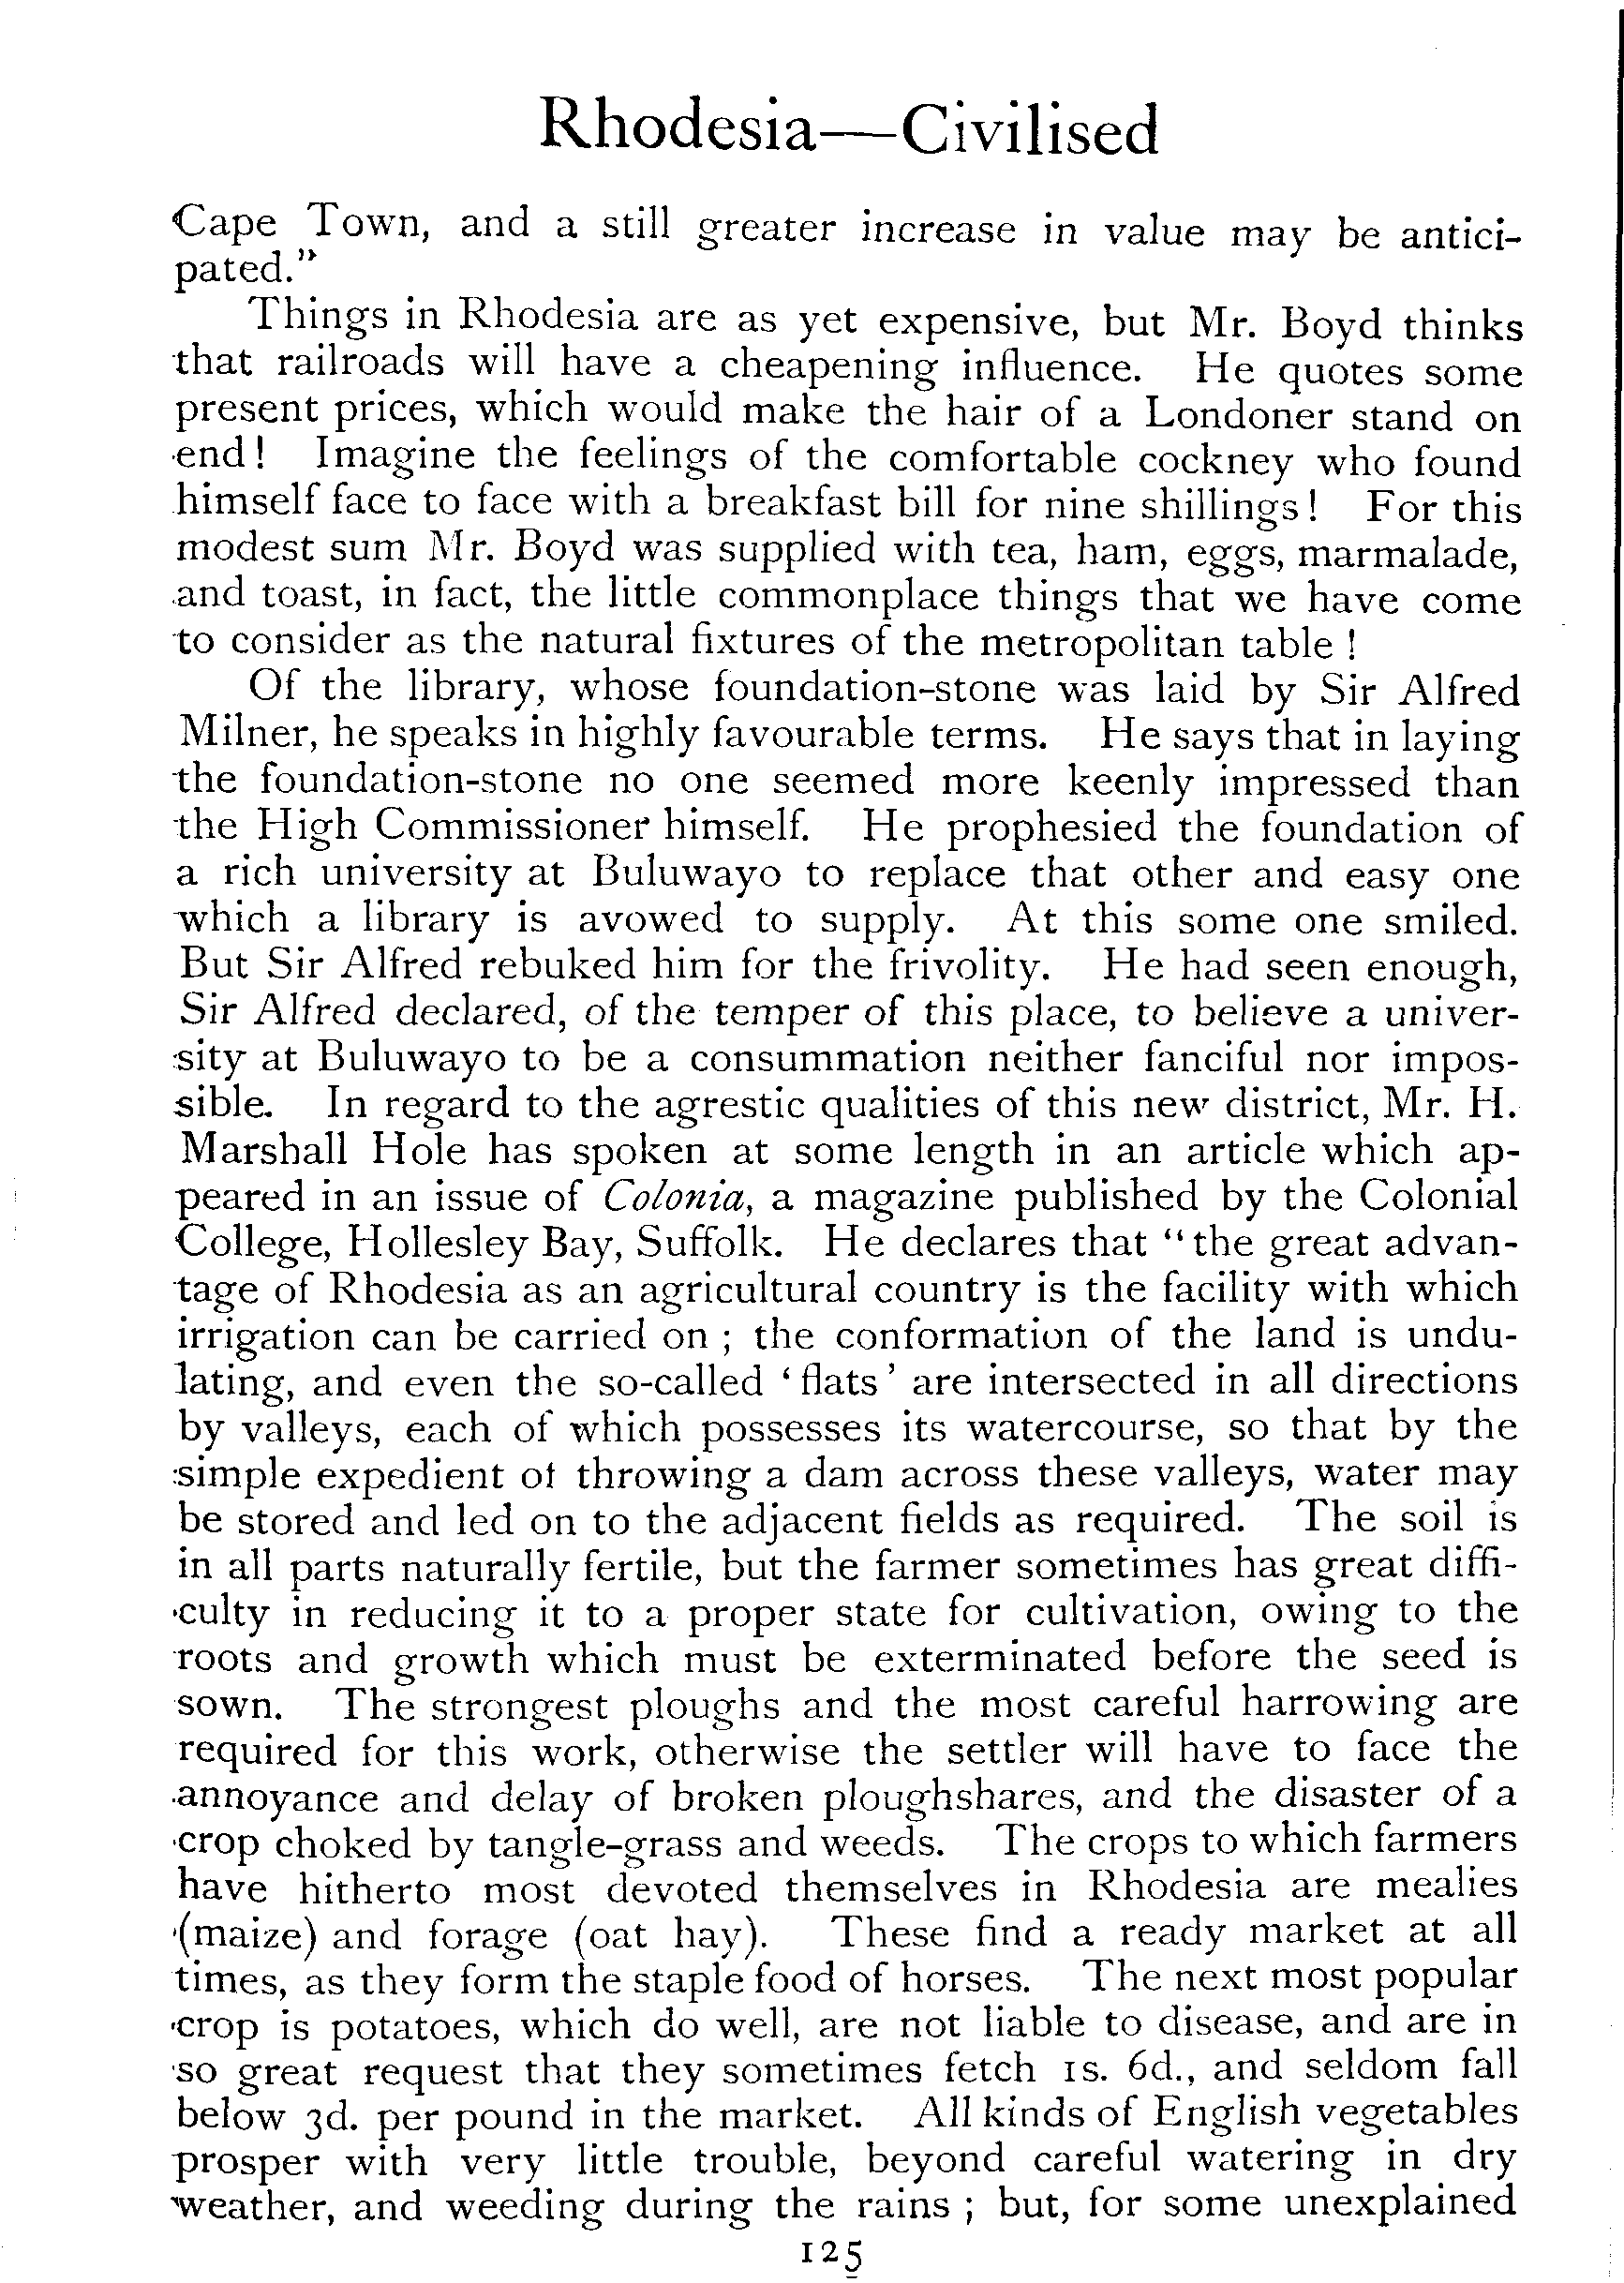 Rhodesia—Civilised
Cape Town, and a still greater increase in value may be antici-
pated."
Things in Rhodesia are as yet expensive, but Mr. Boyd thinks
that railroads will have a cheapening influence. He quotes some
present prices, which would make the hair of a Londoner stand on
end! Imagine the feelings of the comfortable cockney who found
himself face to face with a breakfast bill for nine shillings! For this
modest sum Mr. Boyd was supplied with tea, ham, eggs, marmalade,
and toast, in fact, the little commonplace things that we have come
to consider as the natural fixtures of the metropolitan table!
Of the library, whose foundation-stone was laid by Sir Alfred
Milner, he speaks in highly favourable terms. He says that in laying
the foundation-stone no one seemed more keenly impressed than
the High Commissioner himself. He prophesied the foundation of
a rich university at Buluwayo to replace that other and easy one
which a library is avowed to supply. At this some one smiled.
But Sir Alfred rebuked him for the frivolity. He had seen enough,
Sir Alfred declared, of the temper of this place, to believe a univer-
sity at Buluwayo to be a consummation neither fanciful nor impos-
sible. In regard to the agrestic qualities of this new district, Mr. H.
Marshall Hole has spoken at some length in an article which ap-
peared in an issue of Colonia, a magazine published by the Colonial
College, Hollesley Bay, Suffolk. He declares that "the great advan-
tage of Rhodesia as an agricultural country is the facility with which
irrigation can be carried on; the conformation of the land is undu-
lating, and even the so-called 'flats' are intersected in all directions
by valleys, each of which possesses its watercourse, so that by the
simple expedient of throwing a dam across these valleys, water may
be stored and led on to the adjacent fields as required. The soil is
in all parts naturally fertile, but the farmer sometimes has great diffi-
culty in reducing it to a proper state for cultivation, owing to the
roots and growth which must be exterminated before the seed is
sown. The strongest ploughs and the most careful harrowing are
required for this work, otherwise the settler will have to face the
annoyance and delay of broken ploughshares, and the disaster of a
crop choked by tangle-grass and weeds. The crops to which farmers
have hitherto most devoted themselves in Rhodesia are mealies
(maize) and forage (oat hay). These find a ready market at all
times, as they form the staple food of horses. The next most popular
crop is potatoes, which do well, are not liable to disease, and are in
so great request that they sometimes fetch 1s. 6d., and seldom fall
below 3d. per pound in the market. All kinds of English vegetables
prosper with very little trouble, beyond careful watering in dry
weather, and weeding during the rains; but, for some unexplained
125